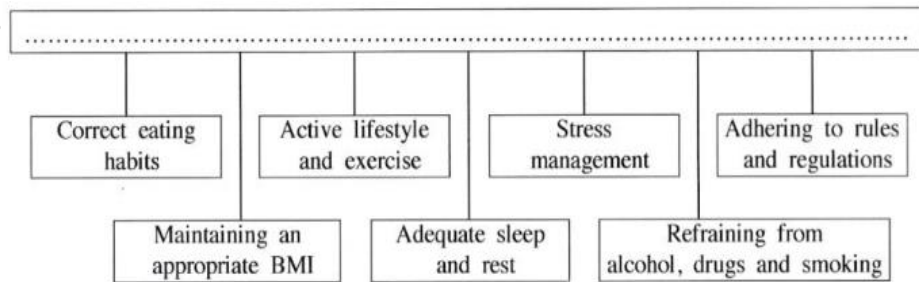 ................................................................................
Correct eating
habits
Active lifestyle
and exercise
Stress
management
Adhering to rules
and regulations
Maintaining an
appropriate BMI
Adequate sleep
and rest
Refraining from
alcohol, drugs and smoking